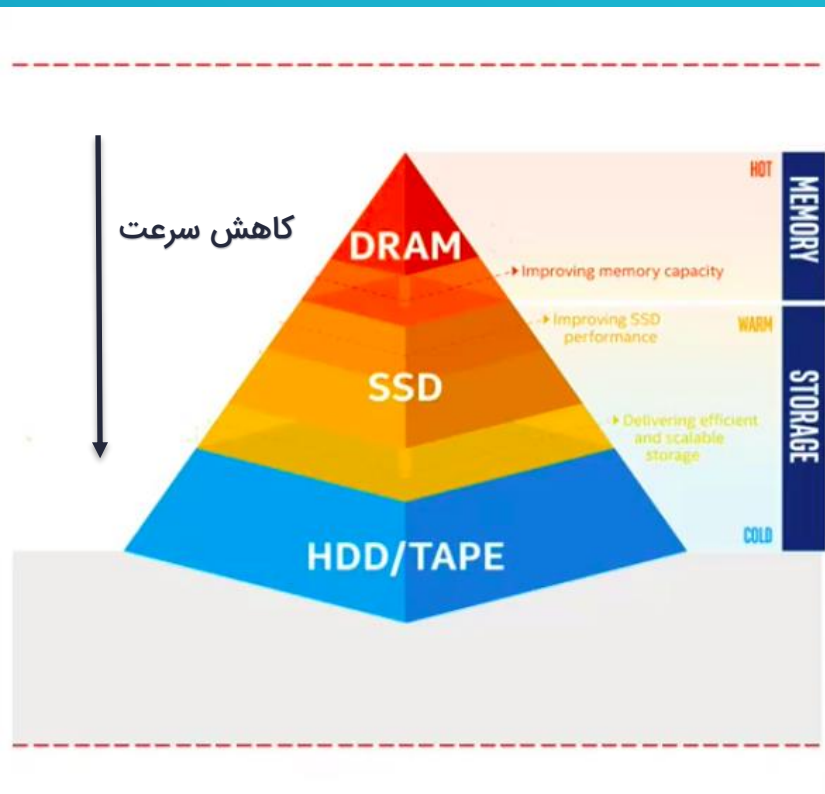 کاهش سرعت
DRAM
SSD
HDD/TAPE
HOT
Improving memory capacity
Improving SSD
performance
WARM
Delivering efficient
and scalable
storage
COLD
MEMORY
STORAGE